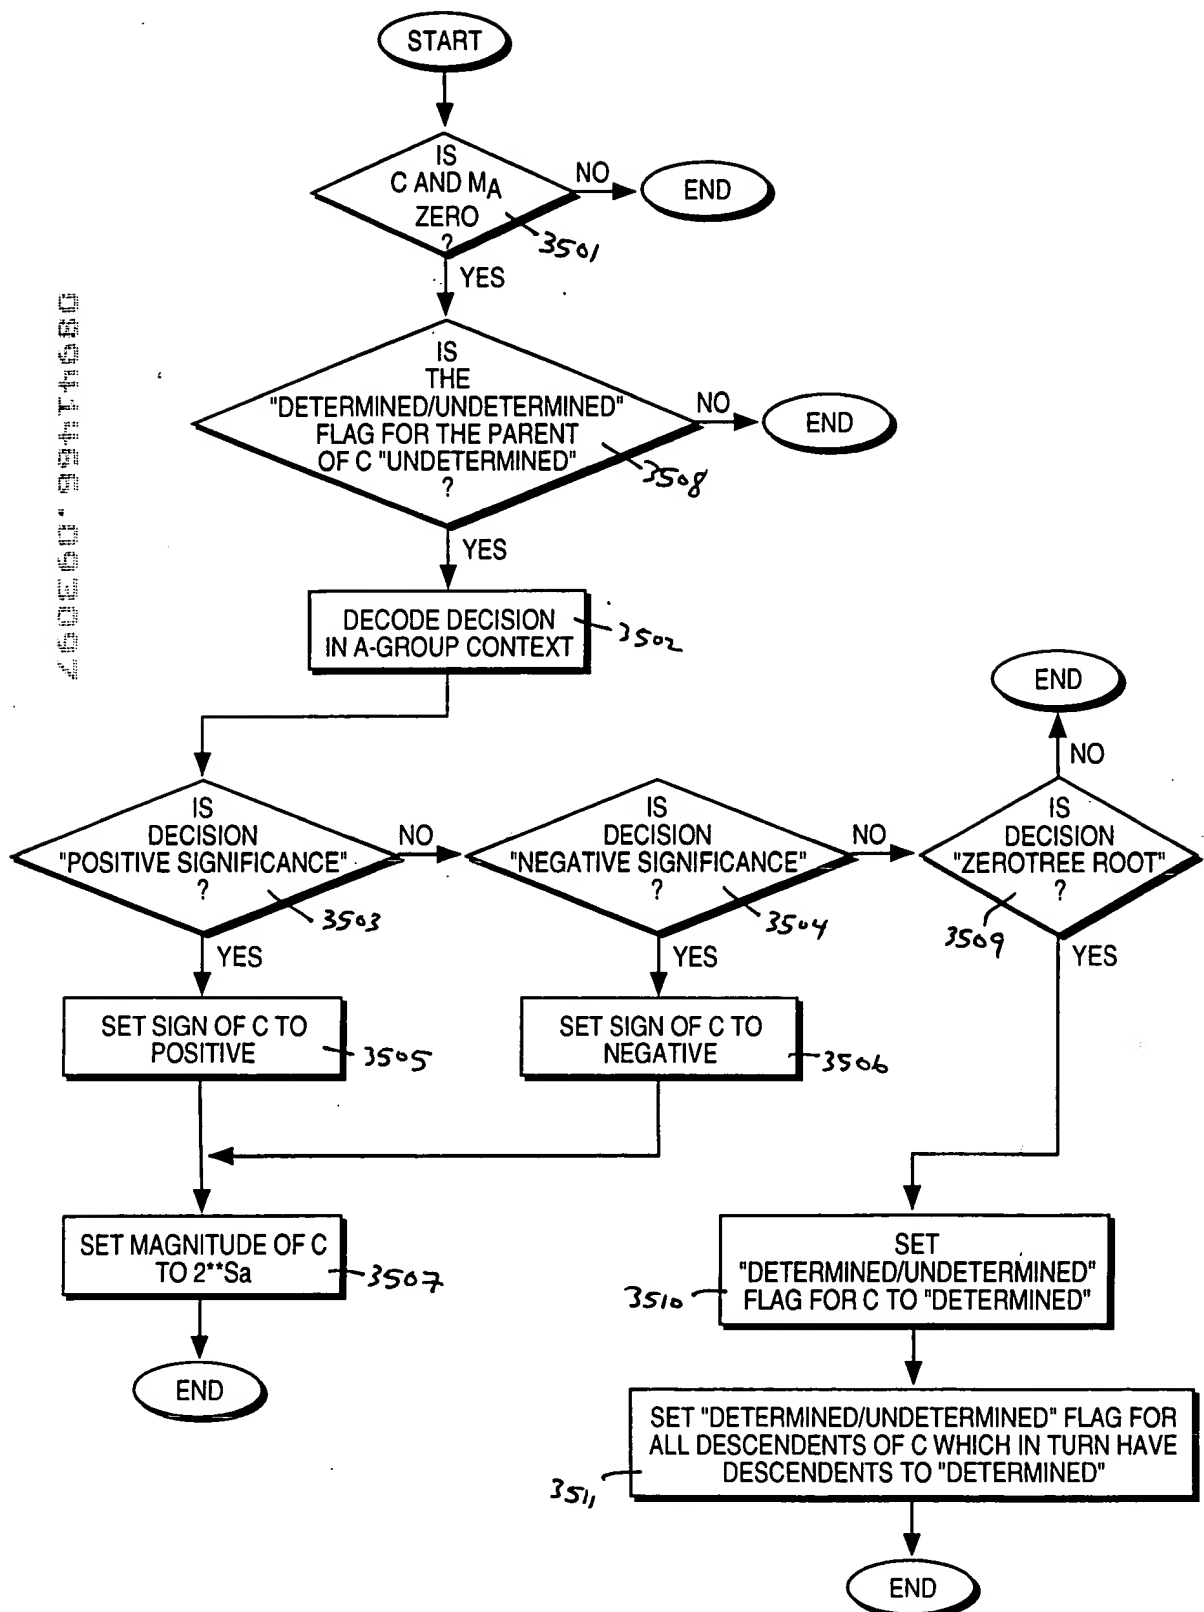 START
IS
C AND MA
ZERO
?
3501
NO
END
YES
IS
THE
"DETERMINED/UNDETERMINED"
FLAG FOR THE PARENT
OF C "UNDETERMINED"
?
3508
NO
END
YES
DECODE DECISION
IN A-GROUP CONTEXT
3502
END
NO
IS
DECISION
"POSITIVE SIGNIFICANCE"
?
3503
NO
IS
DECISION
"NEGATIVE SIGNIFICANCE"
?
3504
NO
IS
DECISION
"ZEROTREE ROOT"
?
3509
YES
YES
YES
SET SIGN OF C TO
POSITIVE
3505
SET SIGN OF C TO
NEGATIVE
3506
SET MAGNITUDE OF C
TO 2**Sa
3507
END
SET
"DETERMINED/UNDETERMINED"
FLAG FOR C TO "DETERMINED"
3510
SET "DETERMINED/UNDETERMINED" FLAG FOR
ALL DESCENDENTS OF C WHICH IN TURN HAVE
DESCENDENTS TO "DETERMINED"
3511
END